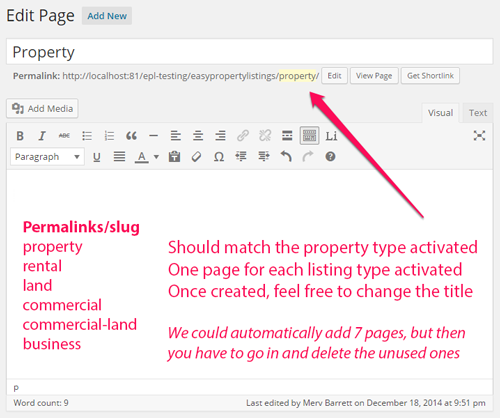 Edit Page Add New
Property
Permalink: http://localhost:81/epl-testing/easypropertylistings/property/ Edit View Page Get Shortlink
Add Media
Visual Text
B I ABC Li
Paragraph U A Ω ?
Permalinks/slug
property
rental
land
commercial
commercial-land
business
Should match the property type activated
One page for each listing type activated
Once created, feel free to change the title
We could automatically add 7 pages, but then
you have to go in and delete the unused ones
P
Word count: 9 Last edited by Merv Barrett on December 18, 2014 at 9:51 pm